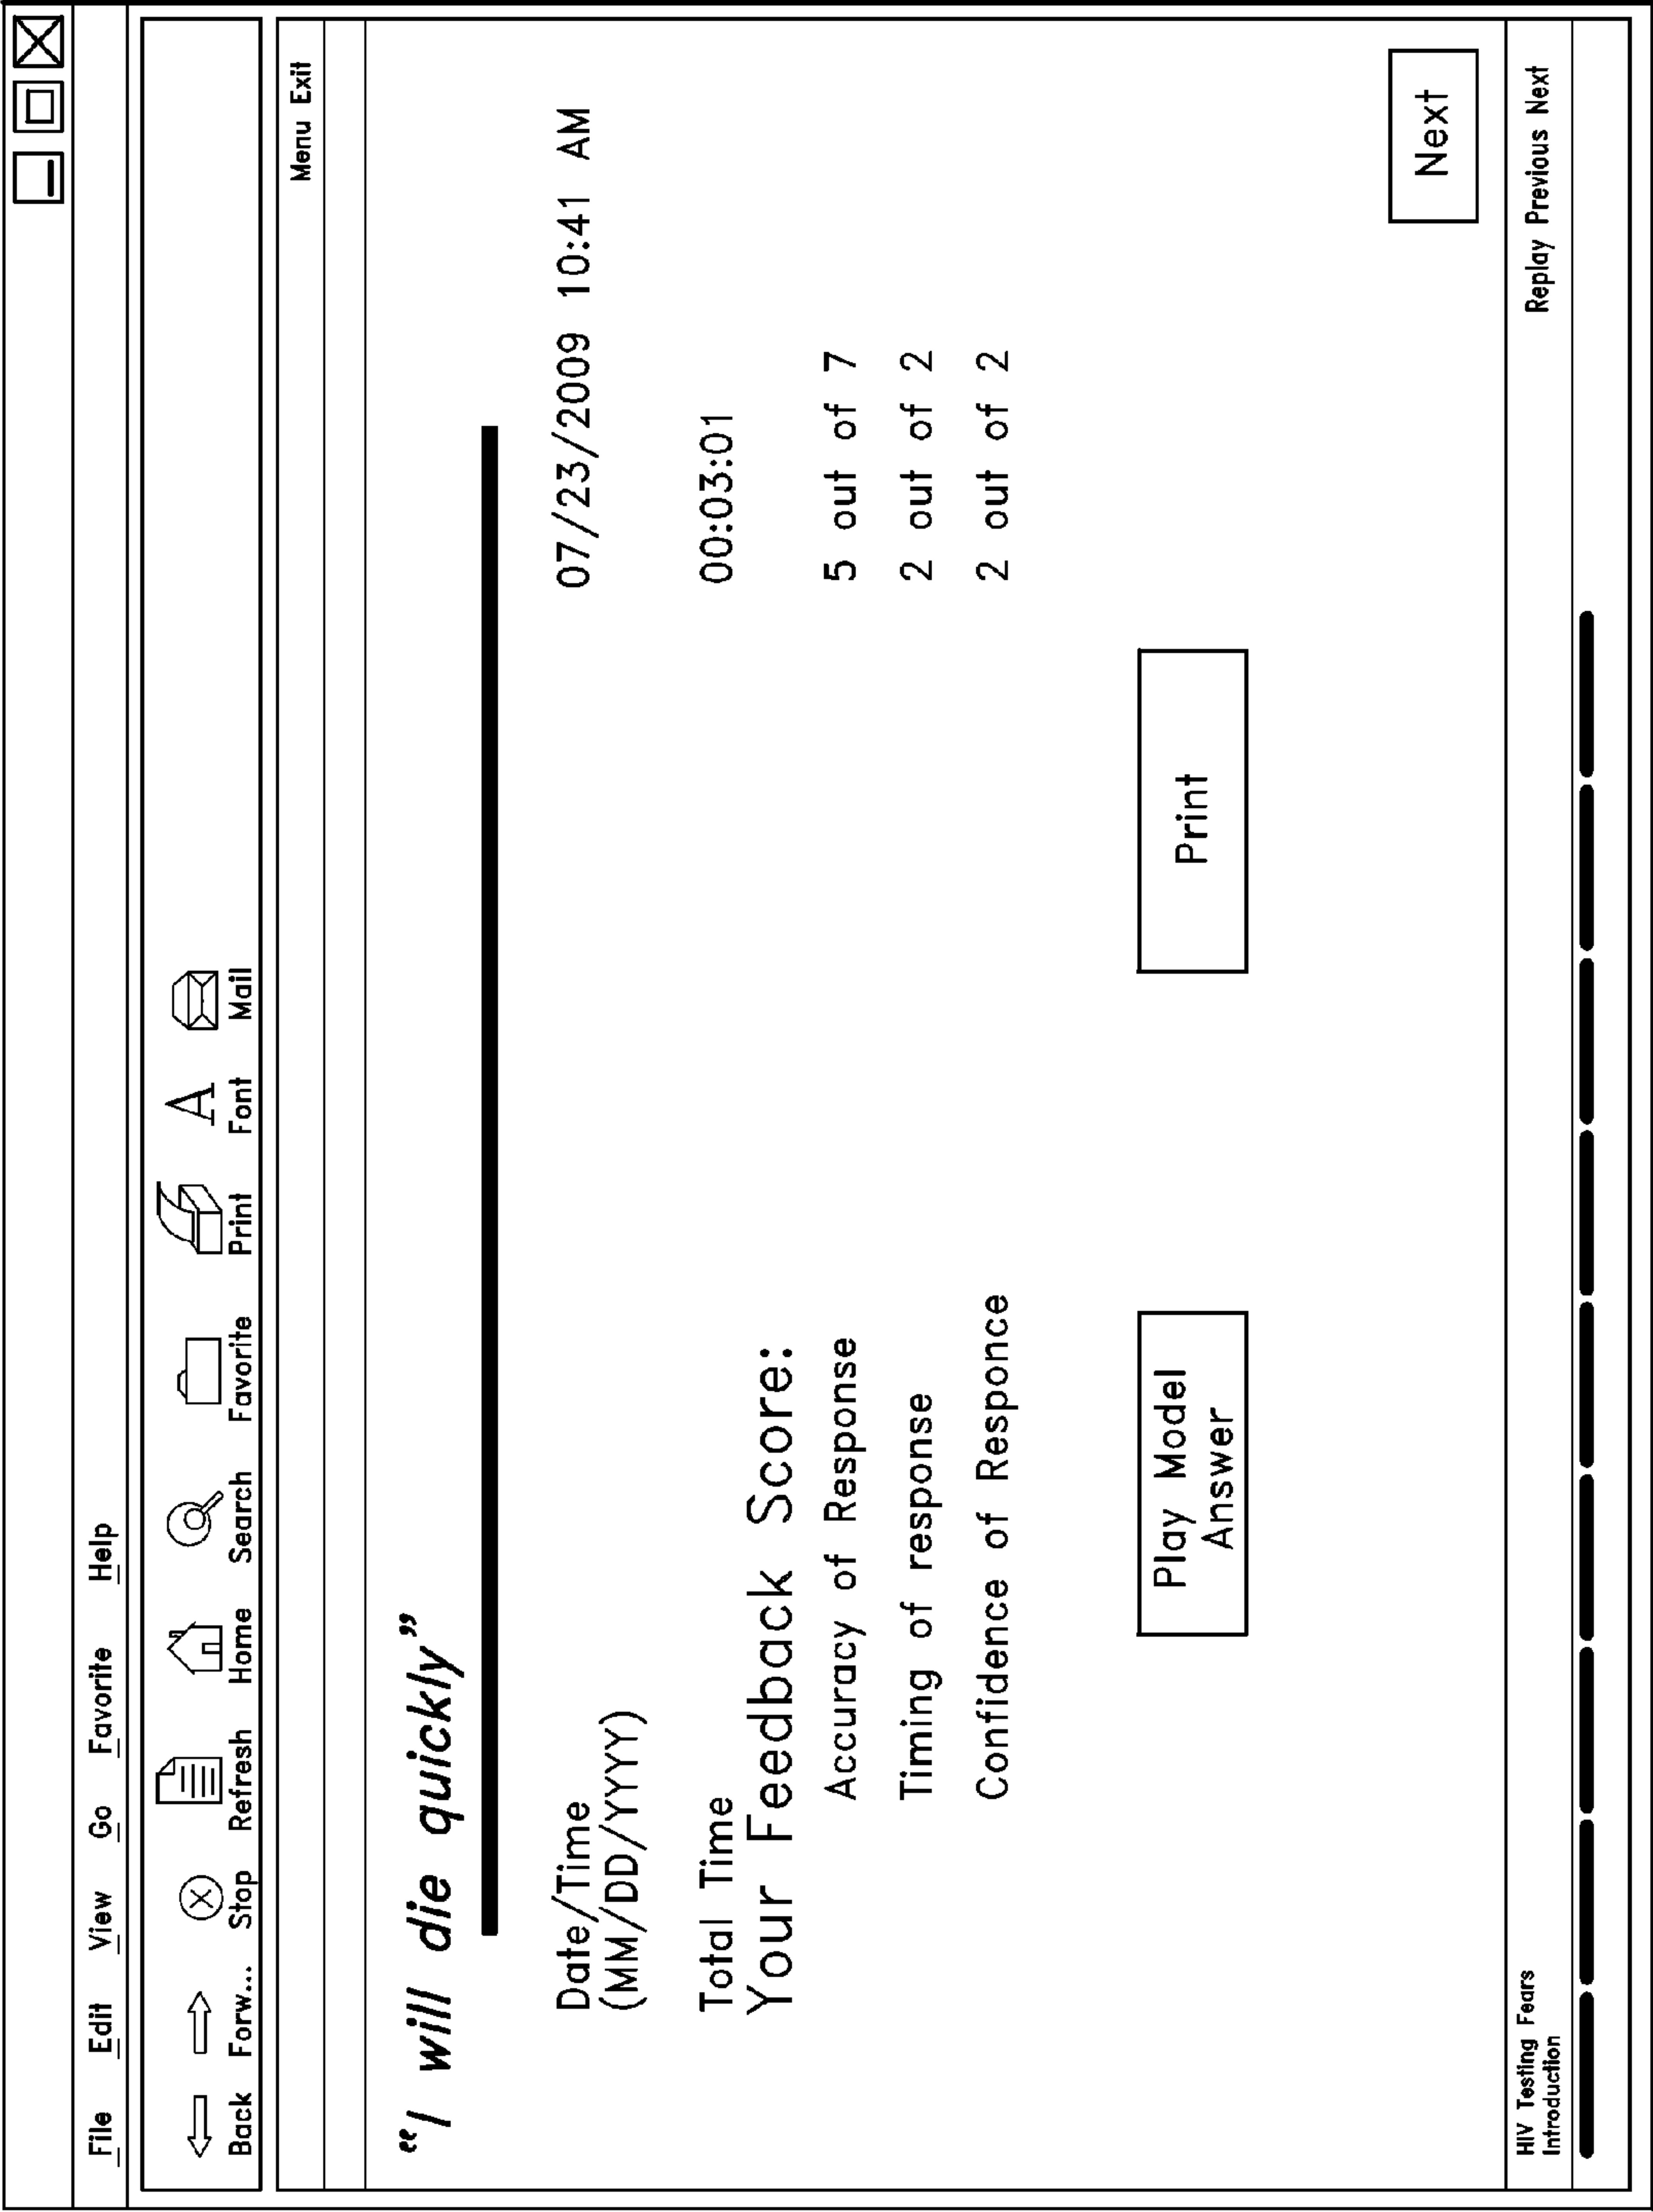 File Edit View Go Favorite Help
Back Forw... Stop Refresh Home Search Favorite Print Font Mail
Menu Exit
“I will die quickly”
Date/Time 07/23/2009 10:41 AM
(MM/DD/YYYY)
Total Time 00:03:01
Your Feedback Score:
Accuracy of Response 5 out of 7
Timing of response 2 out of 2
Confidence of Responce 2 out of 2
Play Model
Answer
Print
Next
HIV Testing Fears
Introduction
Replay Previous Next